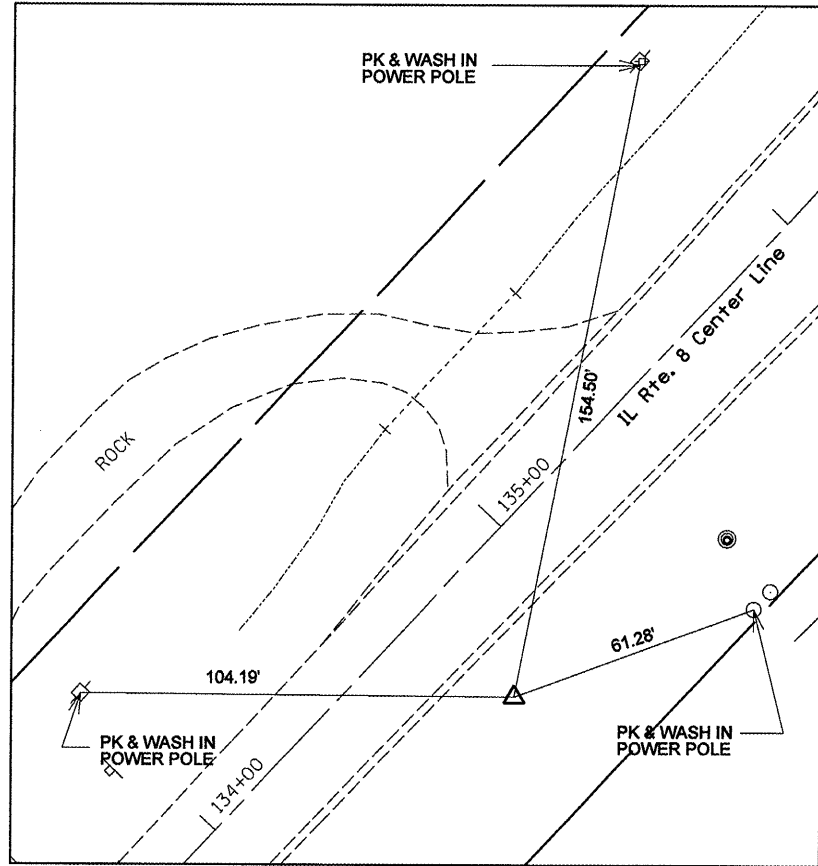 PK & WASH IN
POWER POLE
IL Rte. 8 Center Line
154.50'
ROCK
135+00
61.28'
104.19'
PK & WASH IN
POWER POLE
PK & WASH IN
POWER POLE
134+00